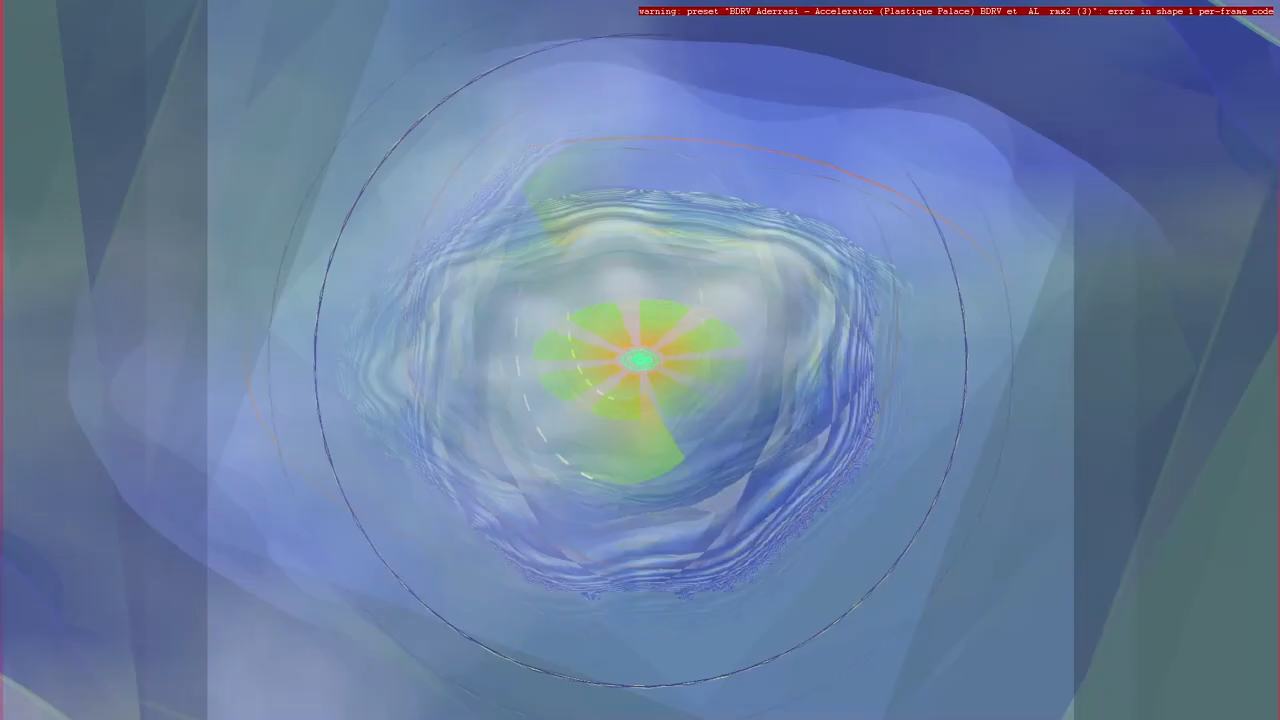 warning: preset "BDRV Aderrasi - Accelerator (Plastique Palace) BDRV et  AL  rmx2 (3)": error in shape 1 per-frame code